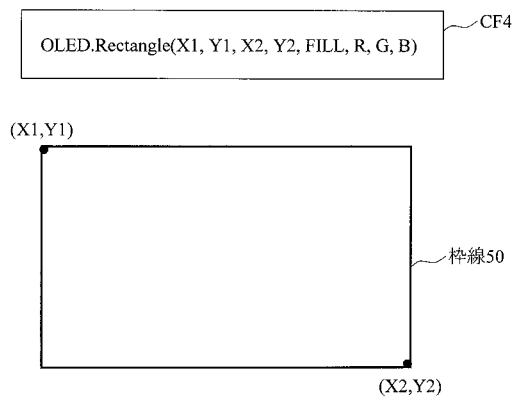 CF4
OLED.Rectangle(X1, Y1, X2, Y2, FILL, R, G, B)
(X1,Y1)
枠線50
(X2,Y2)